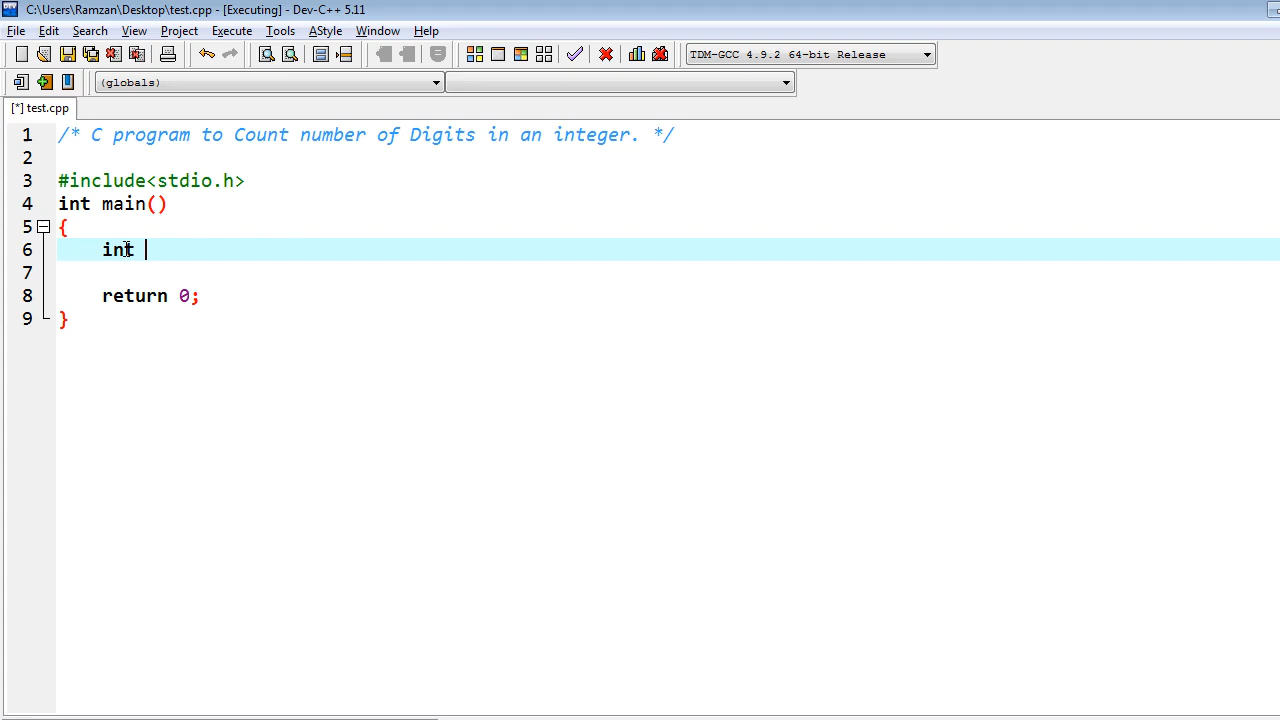 C:\Users\Ramzan\Desktop\test.cpp - [Executing] - Dev-C++ 5.11
File Edit Search View Project Execute Tools AStyle Window Help
TDM-GCC 4.9.2 64-bit Release
(globals)
[*] test.cpp
1 /* C program to Count number of Digits in an integer. */
2
3 #include<stdio.h>
4 int main()
5 {
6 int
7
8 return 0;
9 }